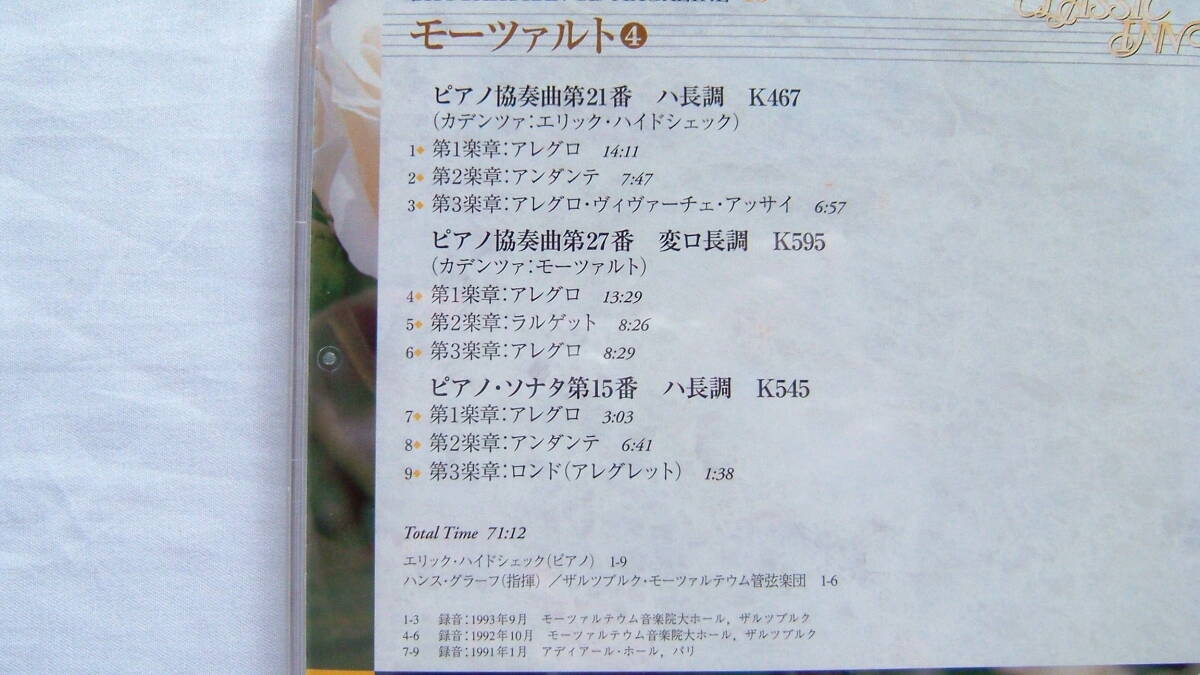 CLASSIC
INN
モーツァルト❹
ピアノ協奏曲第21番 ハ長調 K467
(カデンツァ:エリック・ハイドシェック)
1◆ 第1楽章:アレグロ 14:11
2◆ 第2楽章:アンダンテ 7:47
3◆ 第3楽章:アレグロ・ヴィヴァーチェ・アッサイ 6:57
ピアノ協奏曲第27番 変ロ長調 K595
(カデンツァ:モーツァルト)
4◆ 第1楽章:アレグロ 13:29
5◆ 第2楽章:ラルゲット 8:26
6◆ 第3楽章:アレグロ 8:29
ピアノ・ソナタ第15番 ハ長調 K545
7◆ 第1楽章:アレグロ 3:03
8◆ 第2楽章:アンダンテ 6:41
9◆ 第3楽章:ロンド(アレグレット) 1:38
Total Time 71:12
エリック・ハイドシェック(ピアノ) 1-9
ハンス・グラーフ(指揮)/ザルツブルク・モーツァルテウム管弦楽団 1-6
1-3 録音:1993年9月 モーツァルテウム音楽院大ホール,ザルツブルク
4-6 録音:1992年10月 モーツァルテウム音楽院大ホール,ザルツブルク
7-9 録音:1991年1月 アディアール・ホール,パリ